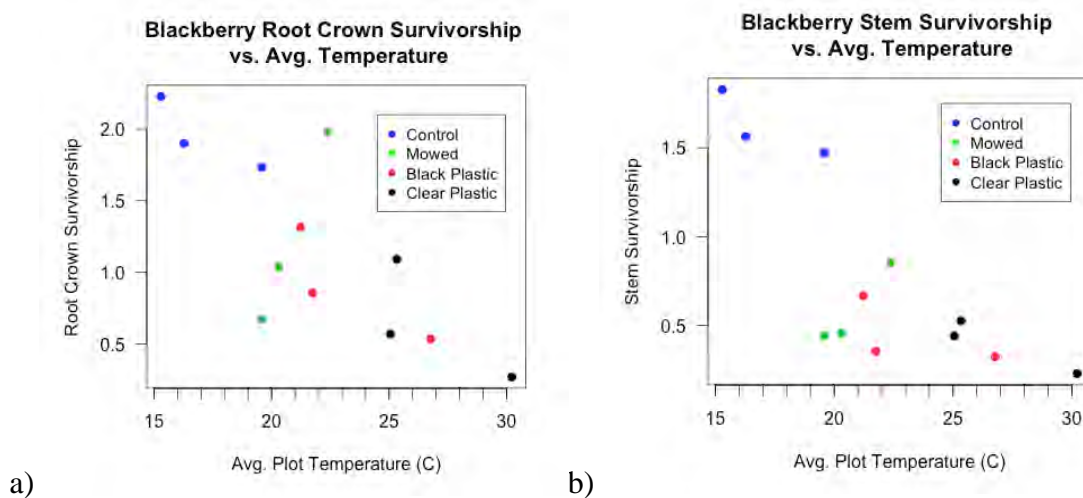 Blackberry Root Crown Survivorship
vs. Avg. Temperature
Root Crown Survivorship
2.0
1.5
1.0
0.5
Control
Mowed
Black Plastic
Clear Plastic
15 20 25 30
Avg. Plot Temperature (C)
a)
Blackberry Stem Survivorship
vs. Avg. Temperature
Stem Survivorship
1.5
1.0
0.5
Control
Mowed
Black Plastic
Clear Plastic
15 20 25 30
Avg. Plot Temperature (C)
b)